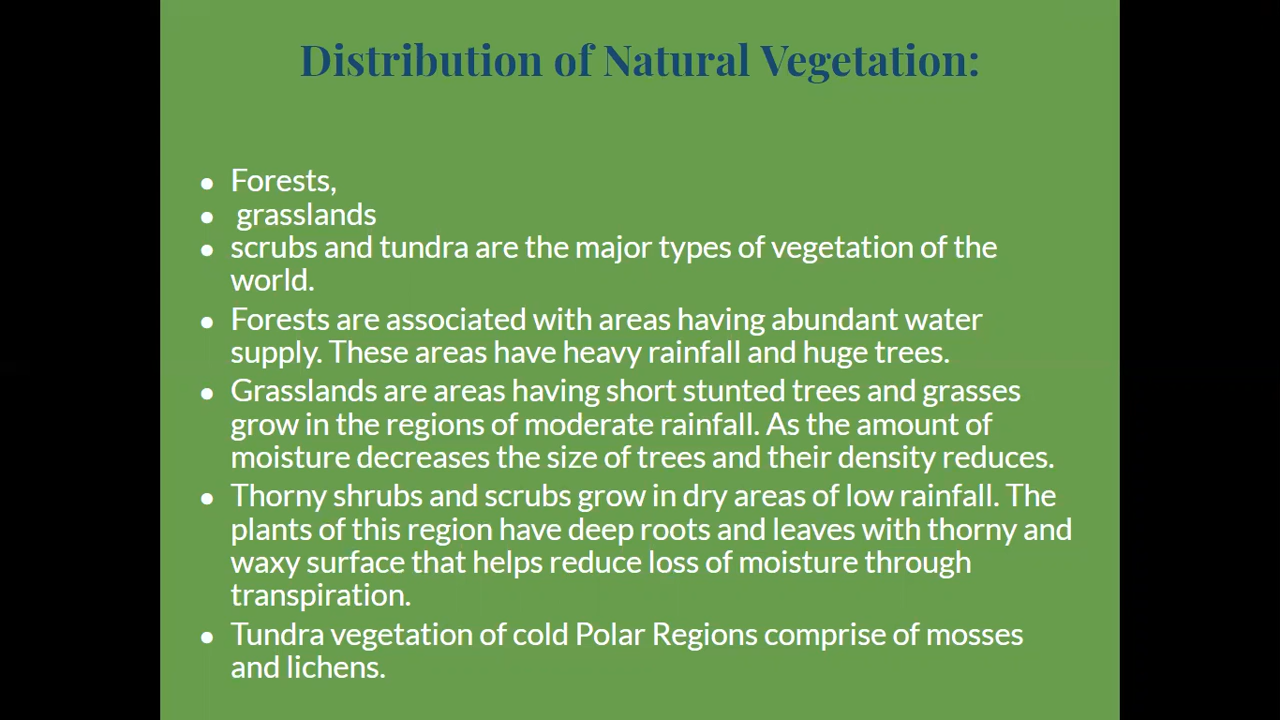 Distribution of Natural Vegetation:
● Forests,
● grasslands
● scrubs and tundra are the major types of vegetation of the
world.
● Forests are associated with areas having abundant water
supply. These areas have heavy rainfall and huge trees.
● Grasslands are areas having short stunted trees and grasses
grow in the regions of moderate rainfall. As the amount of
moisture decreases the size of trees and their density reduces.
● Thorny shrubs and scrubs grow in dry areas of low rainfall. The
plants of this region have deep roots and leaves with thorny and
waxy surface that helps reduce loss of moisture through
transpiration.
● Tundra vegetation of cold Polar Regions comprise of mosses
and lichens.